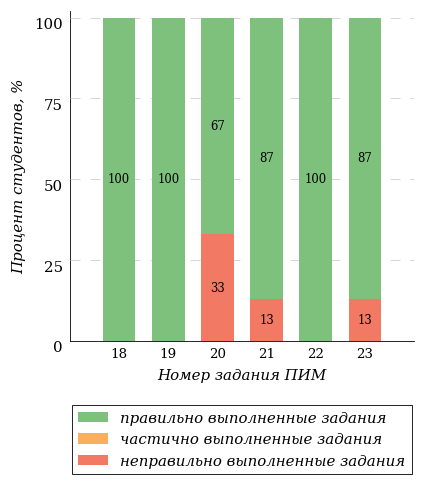 100
75
67
87
87
50
100
100
100
25
33
13
13
0
18 19 20 21 22 23
Процент студентов, %
Номер задания ПИМ
правильно выполненные задания
частично выполненные задания
неправильно выполненные задания